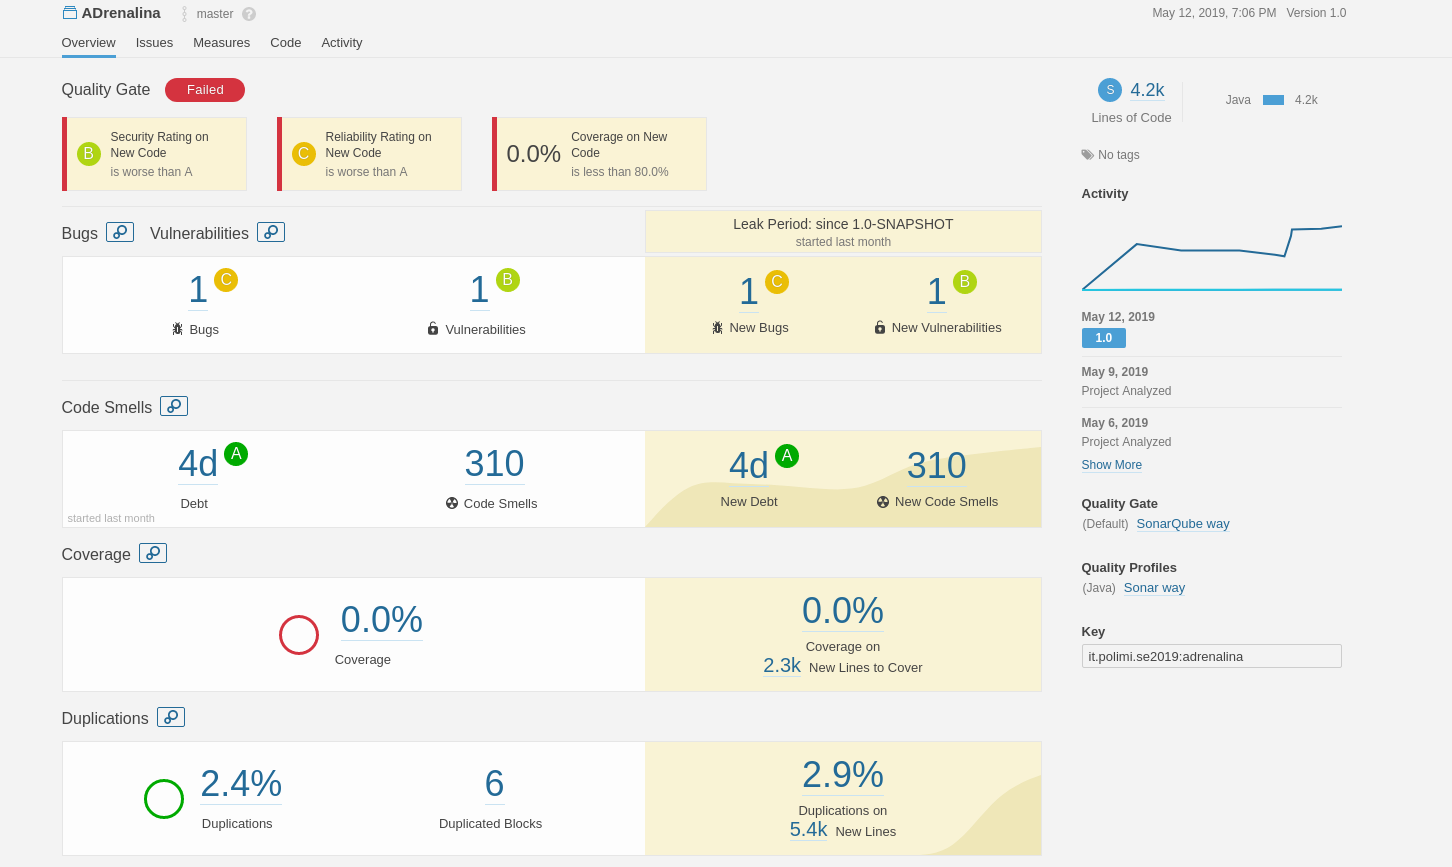 ADrenalina master ? May 12, 2019, 7:06 PM Version 1.0
Overview Issues Measures Code Activity
Quality Gate Failed
B Security Rating on New Code is worse than A
C Reliability Rating on New Code is worse than A
0.0% Coverage on New Code is less than 80.0%
Bugs Vulnerabilities
Leak Period: since 1.0-SNAPSHOT
started last month
1 C 1 B 1 C 1 B
Bugs Vulnerabilities New Bugs New Vulnerabilities
Code Smells
4d A 310 4d A 310
Debt Code Smells New Debt New Code Smells
started last month
Coverage
0.0%
Coverage
0.0%
Coverage on
2.3k New Lines to Cover
Duplications
2.4% 6
Duplications Duplicated Blocks
2.9%
Duplications on
5.4k New Lines
S 4.2k
Lines of Code
Java 4.2k
No tags
Activity
May 12, 2019
1.0
May 9, 2019
Project Analyzed
May 6, 2019
Project Analyzed
Show More
Quality Gate
(Default) SonarQube way
Quality Profiles
(Java) Sonar way
Key
it.polimi.se2019:adrenalina